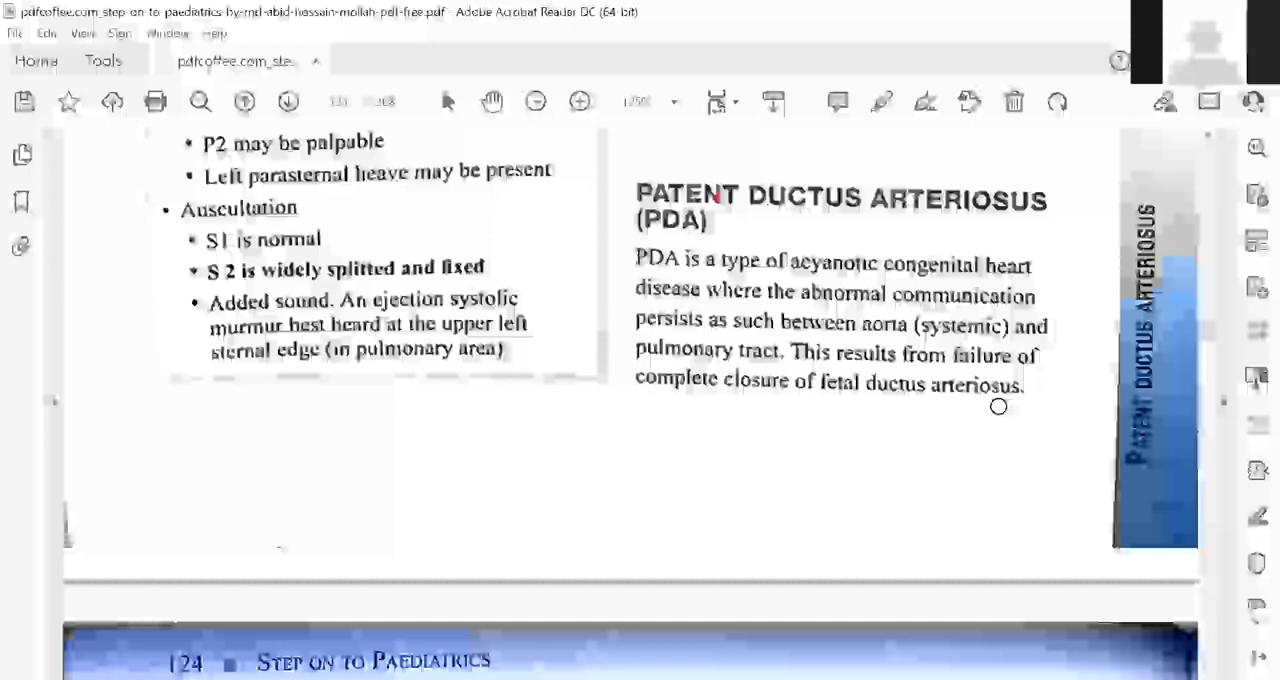 pdfcoffee.com_step-on-to-paediatrics-by-md-abid-hossain-mollah-pdf-free.pdf - Adobe Acrobat Reader DC (64-bit)
File Edit View Sign Window Help
Home Tools pdfcoffee.com_ste...
• P2 may be palpable
• Left parasternal heave may be present
• Auscultation
• S1 is normal
• S 2 is widely splitted and fixed
• Added sound. An ejection systolic
murmur best heard at the upper left
sternal edge (in pulmonary area)
PATENT DUCTUS ARTERIOSUS
(PDA)
PDA is a type of acyanotic congenital heart
disease where the abnormal communication
persists as such between aorta (systemic) and
pulmonary tract. This results from failure of
complete closure of fetal ductus arteriosus.
PATENT DUCTUS ARTERIOSUS
124 ■ STEP ON TO PAEDIATRICS